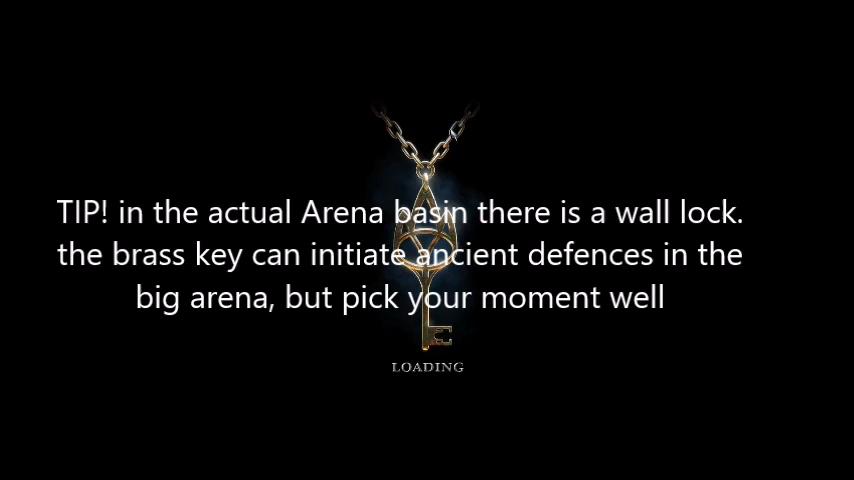 TIP! in the actual Arena basin there is a wall lock.
the brass key can initiate ancient defences in the
big arena, but pick your moment well
LOADING